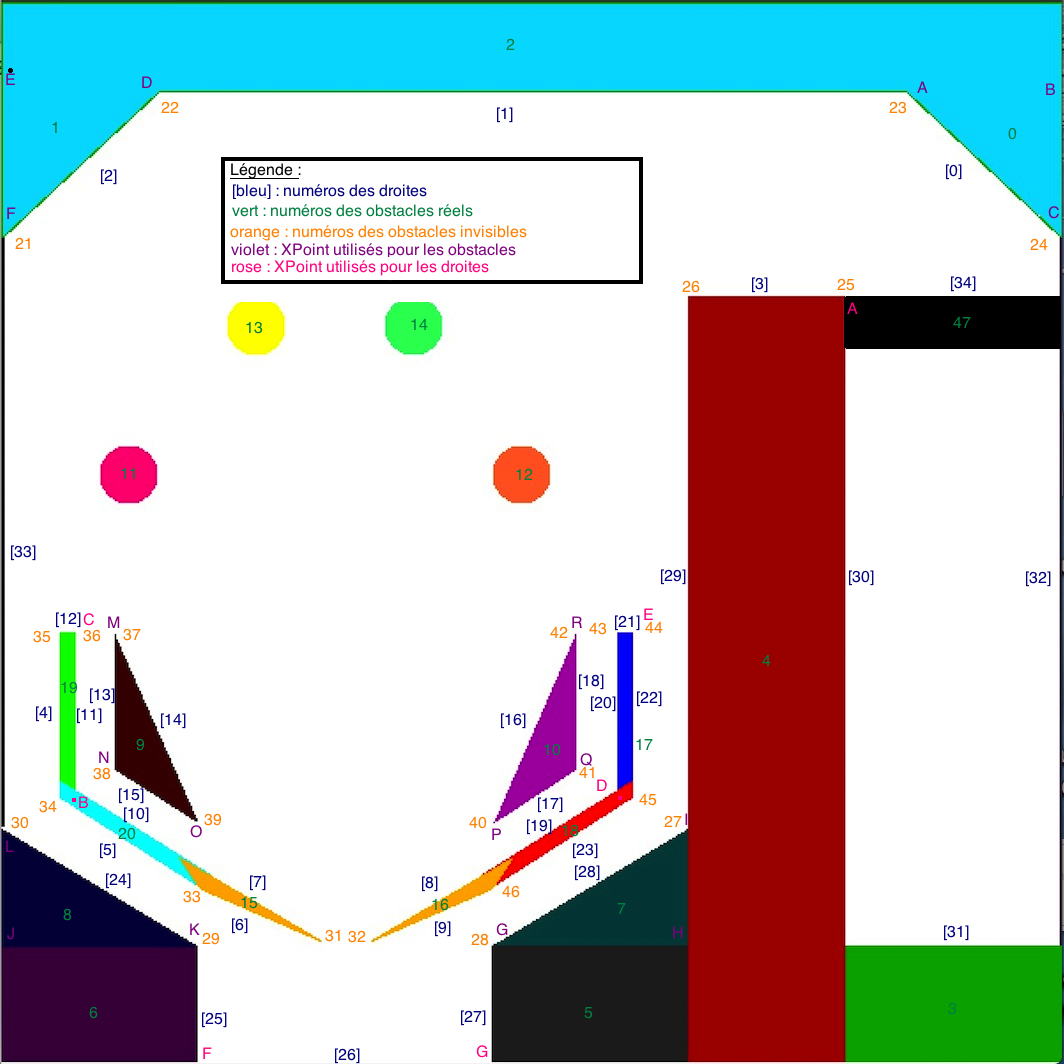 2
E
D
A
B
22
[1]
23
1
0
[2]
[0]
Légende :
[bleu] : numéros des droites
vert : numéros des obstacles réels
orange : numéros des obstacles invisibles
violet : XPoint utilisés pour les obstacles
rose : XPoint utilisés pour les droites
F
C
21
24
26
[3]
25
[34]
A
47
13
14
11
12
[33]
[29]
[30]
[32]
[12]
C
M
R
[21]
E
35
36
37
42
43
44
4
19
[13]
[18]
[20]
[22]
[4]
[11]
[14]
[16]
9
10
17
N
Q
38
41
D
B
[15]
[17]
45
34
[10]
39
40
[19]
27
I
30
20
O
P
18
L
[5]
[23]
[24]
[7]
[8]
[28]
33
15
16
46
8
[6]
[9]
7
J
K
29
31
32
28
G
H
[31]
6
5
3
[25]
[27]
F
[26]
G